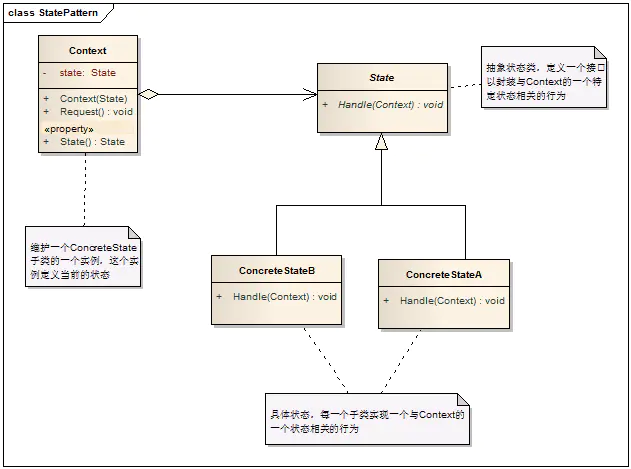 class StatePattern
Context
- state: State
+ Context(State)
+ Request() : void
«property»
+ State() : State
State
+ Handle(Context) : void
抽象状态类，定义一个接口
以封装与Context的一个特
定状态相关的行为
维护一个ConcreteState
子类的一个实例，这个实
例定义当前的状态
ConcreteStateB
+ Handle(Context) : void
ConcreteStateA
+ Handle(Context) : void
具体状态，每一个子类实现一个与Context的
一个状态相关的行为